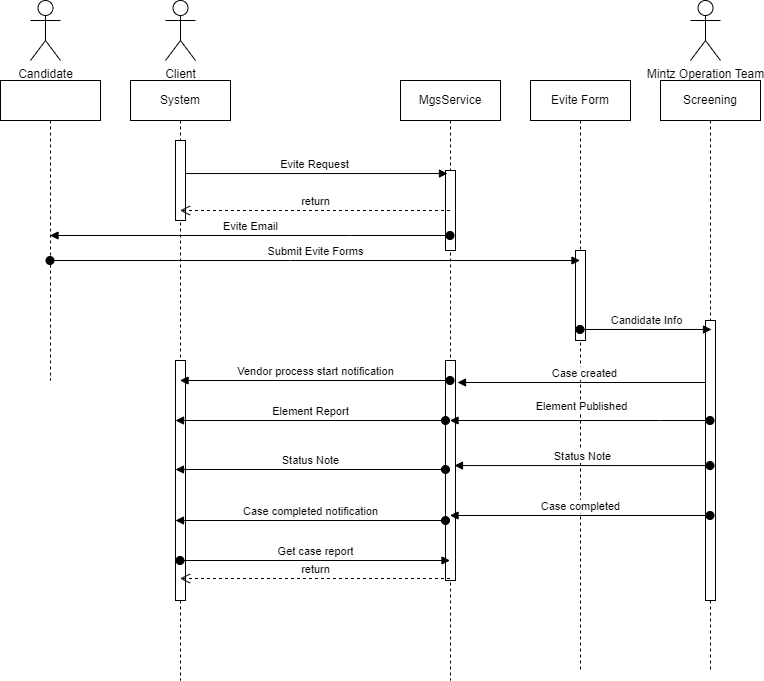 Candidate
Client
Mintz Operation Team
System
MgsService
Evite Form
Screening
Evite Request
return
Evite Email
Submit Evite Forms
Candidate Info
Vendor process start notification
Case created
Element Report
Element Published
Status Note
Status Note
Case completed notification
Case completed
Get case report
return